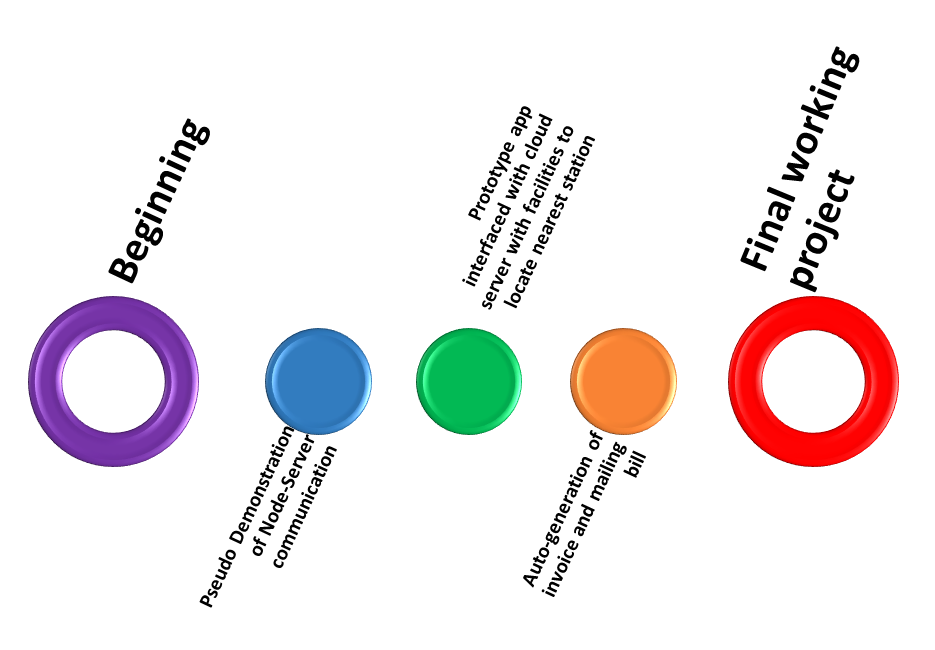 Beginning
Pseudo Demonstration
of Node-Server
communication
Prototype app
interfaced with cloud
server with facilities to
locate nearest station
Auto-generation of
invoice and mailing
bill
Final working
project